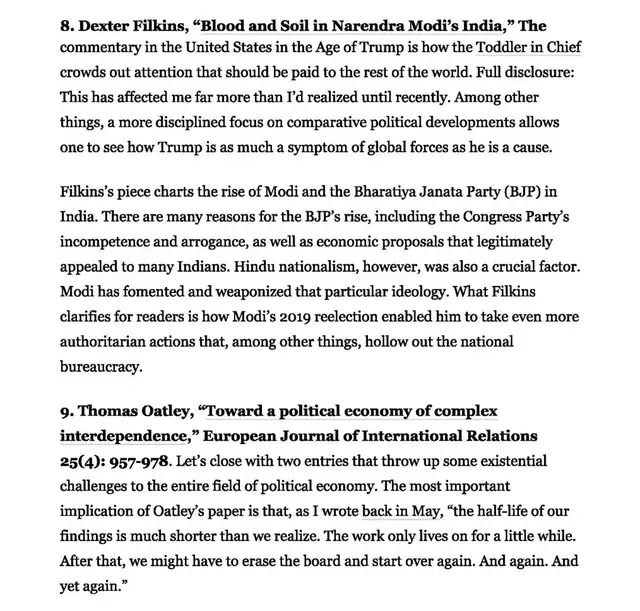 8. Dexter Filkins, “Blood and Soil in Narendra Modi’s India,” The
commentary in the United States in the Age of Trump is how the Toddler in Chief
crowds out attention that should be paid to the rest of the world. Full disclosure:
This has affected me far more than I’d realized until recently. Among other
things, a more disciplined focus on comparative political developments allows
one to see how Trump is as much a symptom of global forces as he is a cause.
Filkins’s piece charts the rise of Modi and the Bharatiya Janata Party (BJP) in
India. There are many reasons for the BJP’s rise, including the Congress Party’s
incompetence and arrogance, as well as economic proposals that legitimately
appealed to many Indians. Hindu nationalism, however, was also a crucial factor.
Modi has fomented and weaponized that particular ideology. What Filkins
clarifies for readers is how Modi’s 2019 reelection enabled him to take even more
authoritarian actions that, among other things, hollow out the national
bureaucracy.
9. Thomas Oatley, “Toward a political economy of complex
interdependence,” European Journal of International Relations
25(4): 957-978. Let’s close with two entries that throw up some existential
challenges to the entire field of political economy. The most important
implication of Oatley’s paper is that, as I wrote back in May, “the half-life of our
findings is much shorter than we realize. The work only lives on for a little while.
After that, we might have to erase the board and start over again. And again. And
yet again.”